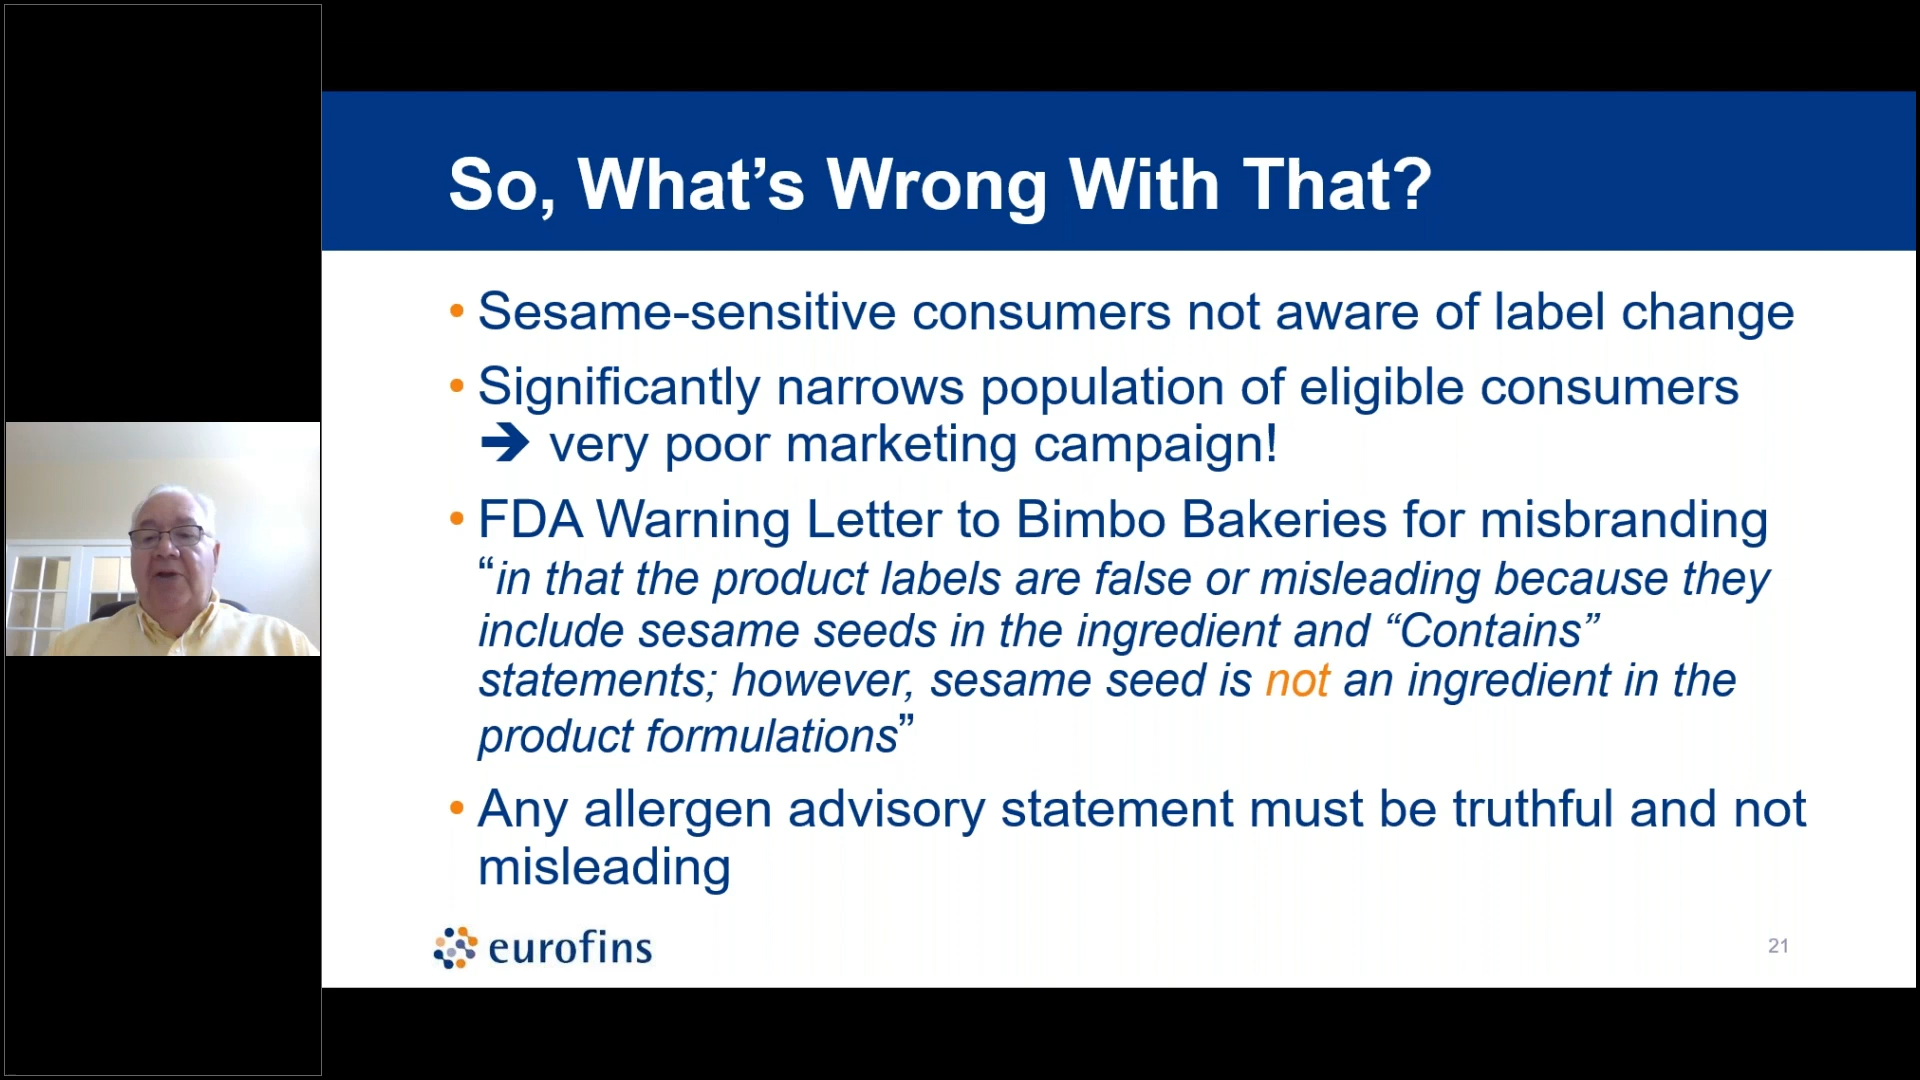 So, What’s Wrong With That?
• Sesame-sensitive consumers not aware of label change
• Significantly narrows population of eligible consumers
➔ very poor marketing campaign!
• FDA Warning Letter to Bimbo Bakeries for misbranding
“in that the product labels are false or misleading because they
include sesame seeds in the ingredient and “Contains”
statements; however, sesame seed is not an ingredient in the
product formulations”
• Any allergen advisory statement must be truthful and not
misleading
eurofins
21